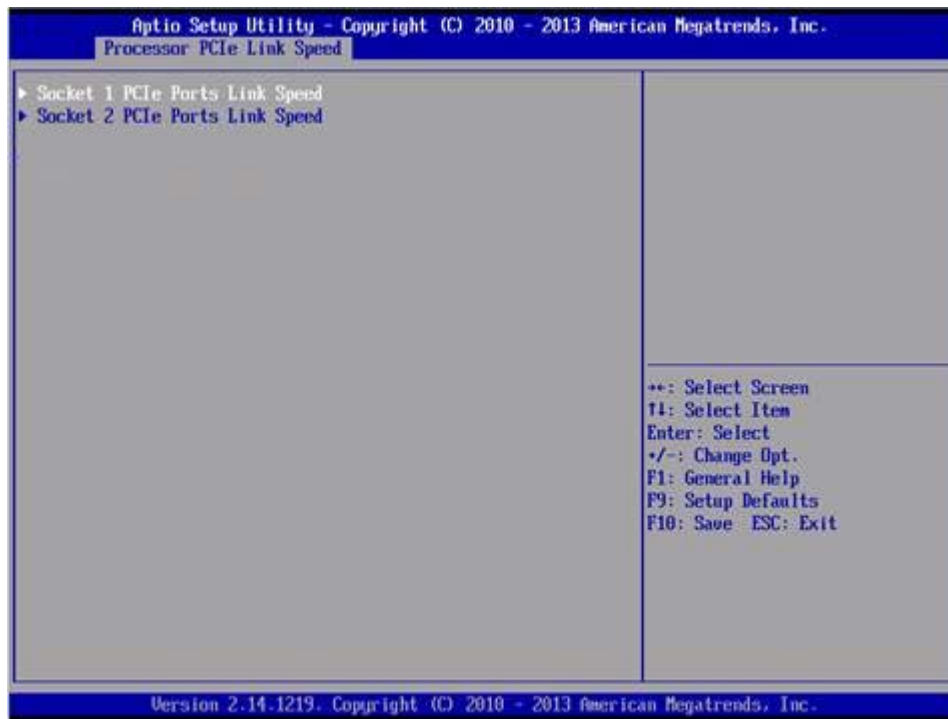 Aptio Setup Utility - Copyright (C) 2010 - 2013 American Megatrends, Inc.
Processor PCIe Link Speed
▶ Socket 1 PCIe Ports Link Speed
▶ Socket 2 PCIe Ports Link Speed
→←: Select Screen
↑↓: Select Item
Enter: Select
+/-: Change Opt.
F1: General Help
F9: Setup Defaults
F10: Save ESC: Exit
Version 2.14.1219. Copyright (C) 2010 - 2013 American Megatrends, Inc.